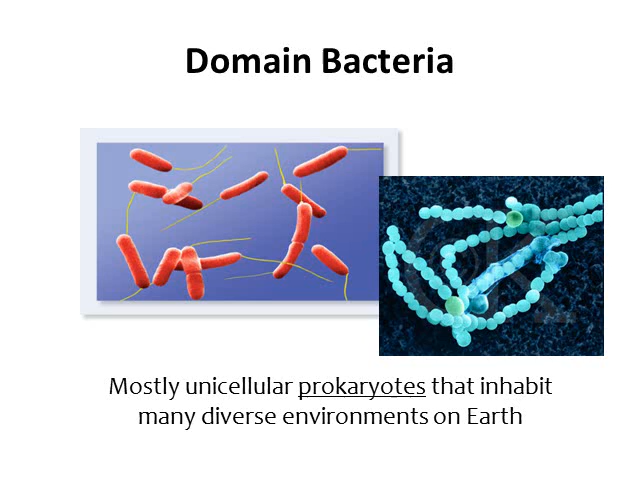 Domain Bacteria
Mostly unicellular prokaryotes that inhabit
many diverse environments on Earth